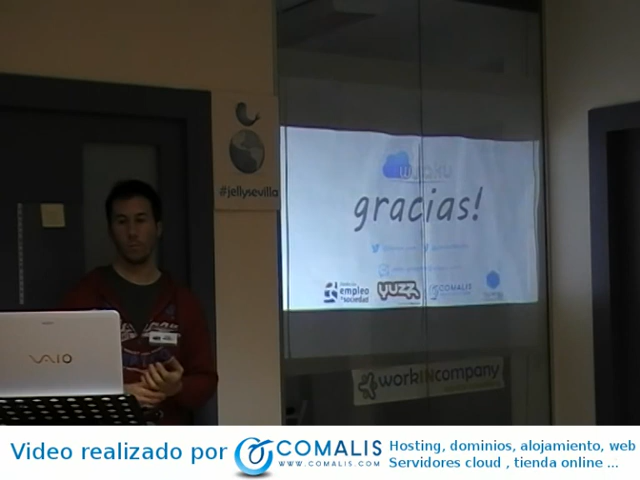 #jellysevilla
wuaku
gracias!
empleo
sociedad
yuzz
COMALIS
VAIO
workINcompany
Video realizado por
COMALIS
WWW.COMALIS.COM
Hosting, dominios, alojamiento, web
Servidores cloud , tienda online ...